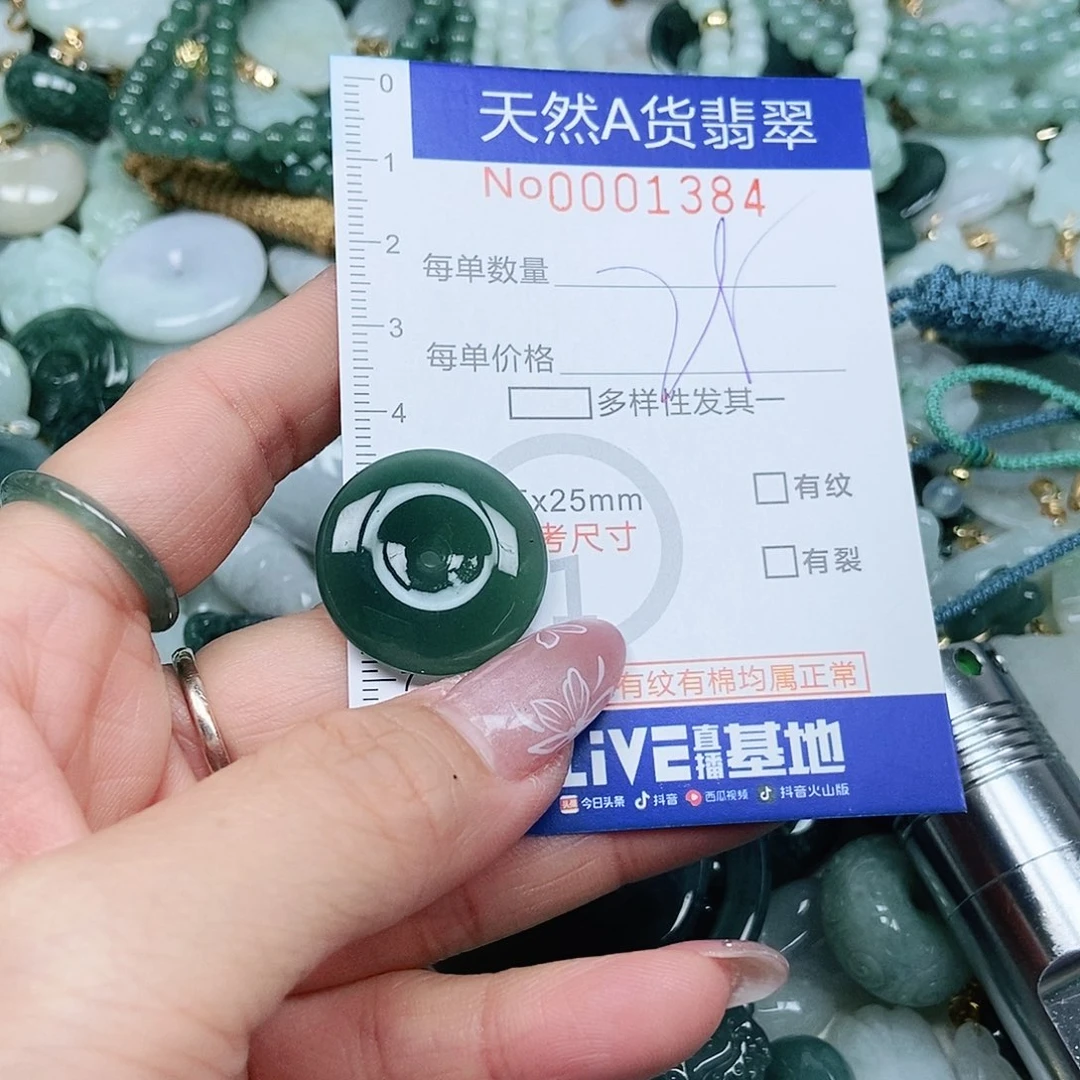 0
天然A货翡翠
1
No0001384
2
每单数量
3
每单价格
4
多样性发其一
x25mm
有纹
考尺寸
有裂
1
有纹有棉均属正常
LiVE直播基地
头条 今日头条 抖音 西瓜视频 抖音火山版